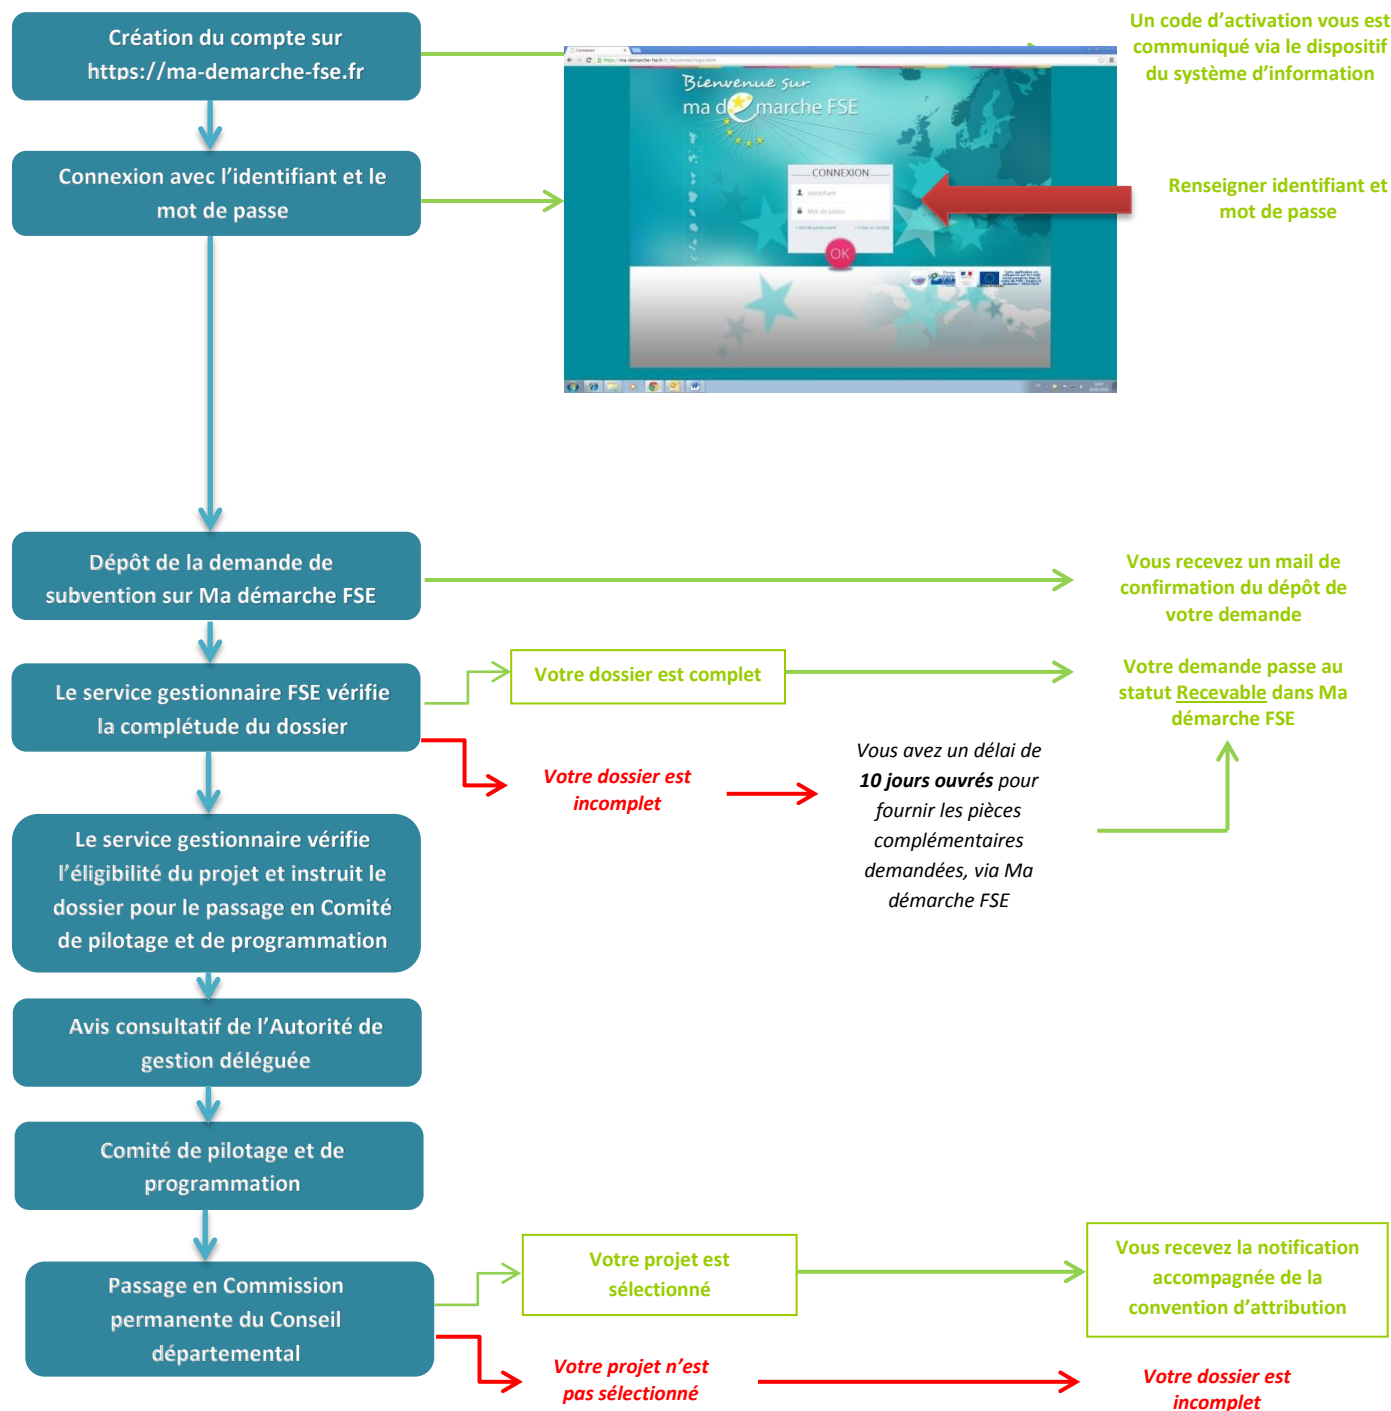 Création du compte sur
https://ma-demarche-fse.fr
Un code d'activation vous est
communiqué via le dispositif
du système d'information
Connexion
Bienvenue sur
ma démarche FSE
CONNEXION
Identifiant
Mot de passe
OK
Connexion avec l'identifiant et le
mot de passe
Renseigner identifiant et
mot de passe
Dépôt de la demande de
subvention sur Ma démarche FSE
Vous recevez un mail de
confirmation du dépôt de
votre demande
Le service gestionnaire FSE vérifie
la complétude du dossier
Votre dossier est complet
Votre demande passe au
statut Recevable dans Ma
démarche FSE
Votre dossier est
incomplet
Vous avez un délai de
10 jours ouvrés pour
fournir les pièces
complémentaires
demandées, via Ma
démarche FSE
Le service gestionnaire vérifie
l'éligibilité du projet et instruit le
dossier pour le passage en Comité
de pilotage et de programmation
Avis consultatif de l'Autorité de
gestion déléguée
Comité de pilotage et de
programmation
Passage en Commission
permanente du Conseil
départemental
Votre projet est
sélectionné
Vous recevez la notification
accompagnée de la
convention d'attribution
Votre projet n'est
pas sélectionné
Votre dossier est
incomplet